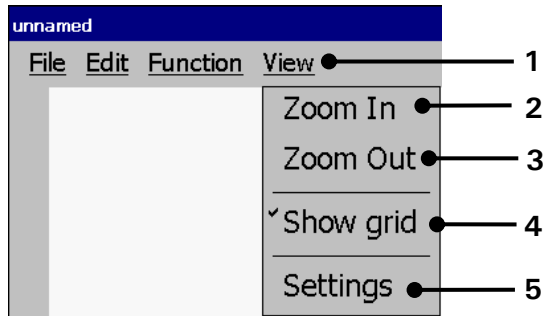 unnamed
File Edit Function View 1
Zoom In 2
Zoom Out 3
Show grid 4
Settings 5